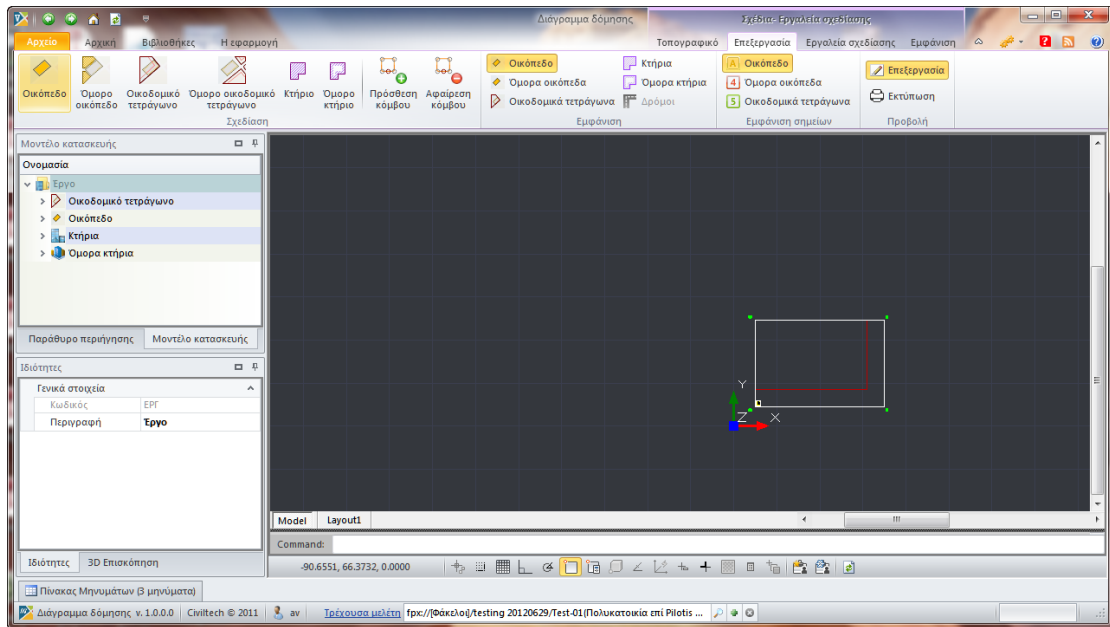 Διάγραμμα δόμησης
Σχέδια- Εργαλεία σχεδίασης
Αρχείο Αρχική Βιβλιοθήκες Η εφαρμογή Τοπογραφικό Επεξεργασία Εργαλεία σχεδίασης Εμφάνιση
Οικόπεδο
Όμορο οικόπεδο
Οικοδομικό τετράγωνο
Όμορο οικοδομικό τετράγωνο
Κτήριο
Όμορο κτήριο
Πρόσθεση κόμβου
Αφαίρεση κόμβου
Σχεδίαση
Οικόπεδο
Όμορα οικόπεδα
Οικοδομικά τετράγωνα
Κτήρια
Όμορα κτήρια
Δρόμοι
Εμφάνιση
A Οικόπεδο
4 Όμορα οικόπεδα
5 Οικοδομικά τετράγωνα
Εμφάνιση σημείων
Επεξεργασία
Εκτύπωση
Προβολή
Μοντέλο κατασκευής
Ονομασία
Έργο
Οικοδομικό τετράγωνο
Οικόπεδο
Κτήρια
Όμορα κτήρια
Παράθυρο περιήγησης Μοντέλο κατασκευής
Ιδιότητες
Γενικά στοιχεία
Κωδικός ΕΡΓ
Περιγραφή Έργο
Ιδιότητες 3D Επισκόπηση
Y
Z X
Model Layout1
Command:
-90.6551, 66.3732, 0.0000
Πίνακας Μηνυμάτων (3 μηνύματα)
Διάγραμμα δόμησης v. 1.0.0.0 Civiltech © 2011 av Τρέχουσα μελέτη fpx://[Φάκελοι]/testing 20120629/Test-01(Πολυκατοικία επί Pilotis ...